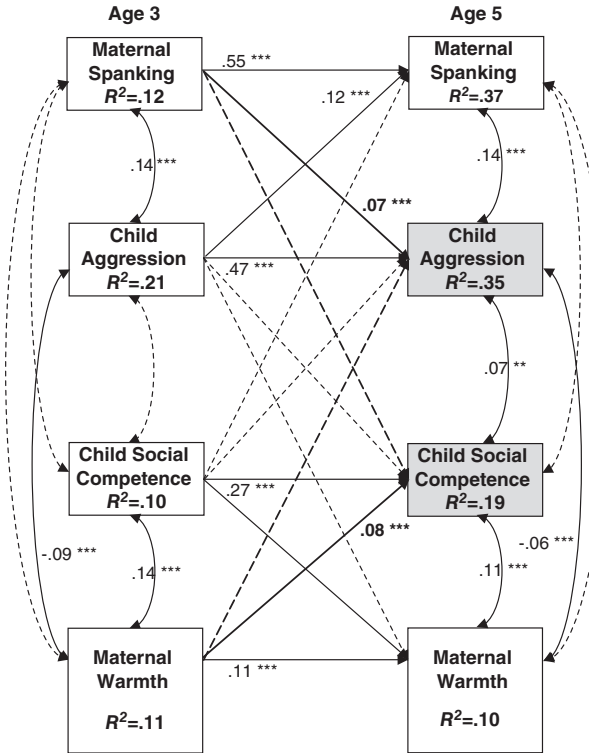 Age 3
Age 5
Maternal
Spanking
R²=.12
.55 ***
.12 ***
Maternal
Spanking
R²=.37
.14 ***
.14 ***
.07 ***
Child
Aggression
R²=.21
.47 ***
Child
Aggression
R²=.35
.07 **
Child Social
Competence
R²=.10
.27 ***
Child Social
Competence
R²=.19
.08 ***
-.09 ***
.14 ***
.11 ***
-.06 ***
Maternal
Warmth
R²=.11
.11 ***
Maternal
Warmth
R²=.10